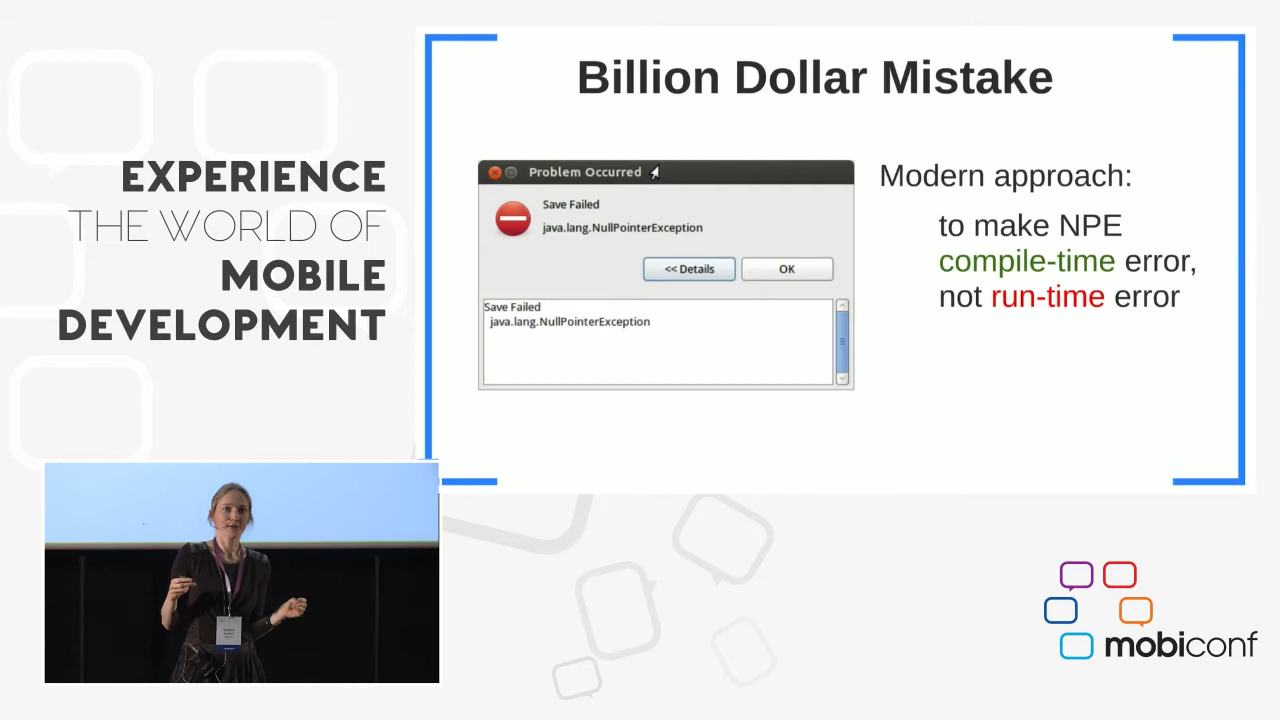 EXPERIENCE
THE WORLD OF
MOBILE
DEVELOPMENT
Billion Dollar Mistake
Problem Occurred
Save Failed
java.lang.NullPointerException
<< Details
OK
Save Failed
java.lang.NullPointerException
Modern approach:
to make NPE
compile-time error,
not run-time error
mobiconf